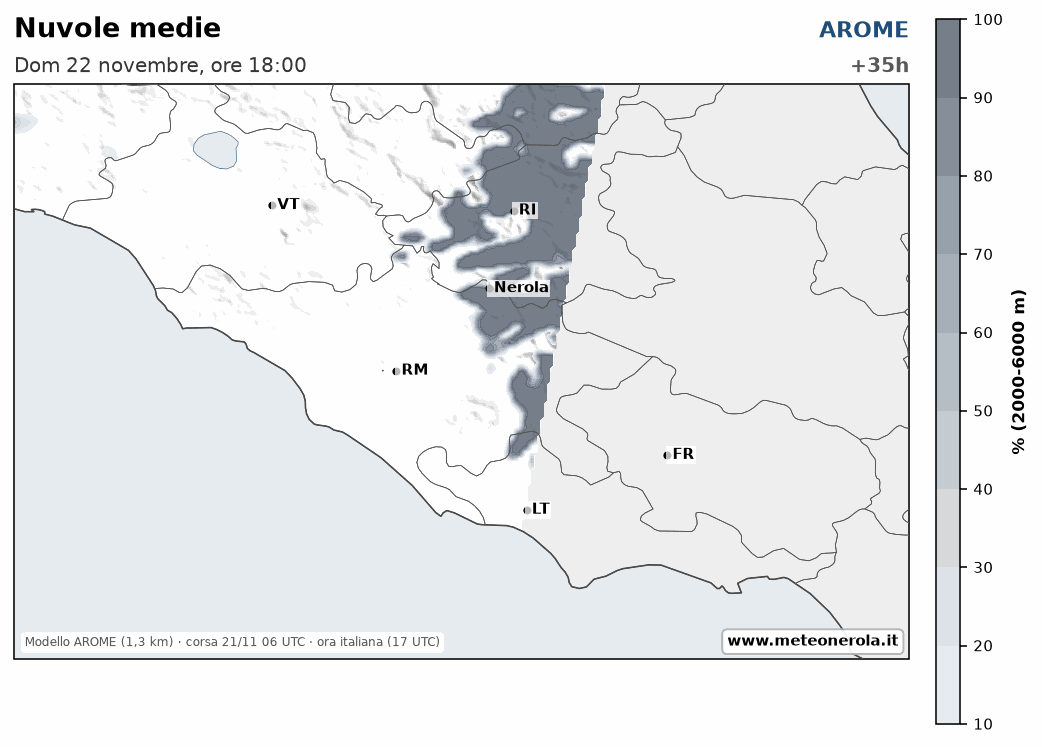 Nuvole medie
AROME
Dom 22 novembre, ore 18:00
+35h
VT
RI
Nerola
RM
FR
LT
Modello AROME (1,3 km) · corsa 21/11 06 UTC · ora italiana (17 UTC)
www.meteonerola.it
100
90
80
70
60
50
40
30
20
10
% (2000-6000 m)